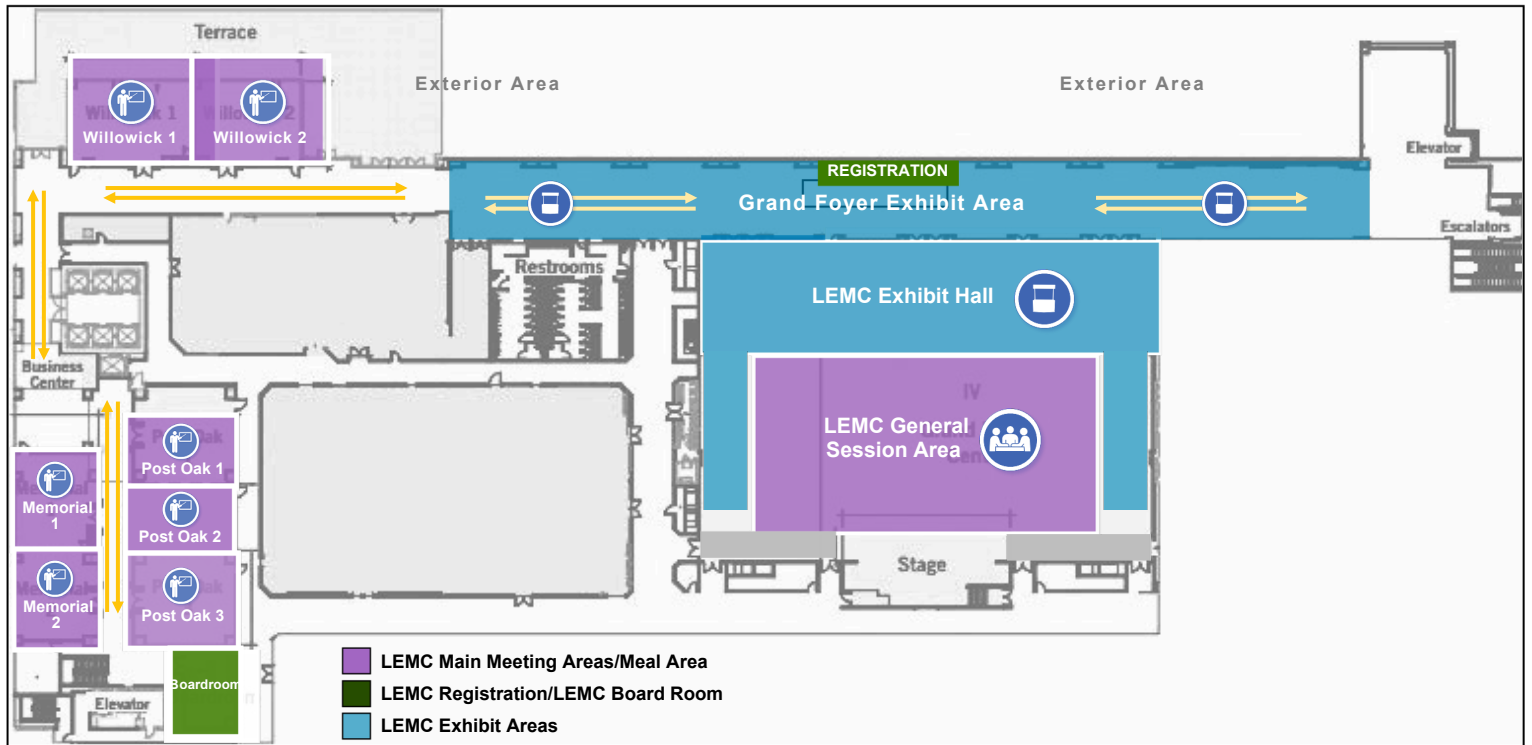 Terrace
Exterior Area
Exterior Area
Willowick 1
Willowick 2
Elevator
REGISTRATION
Grand Foyer Exhibit Area
Escalators
Restrooms
LEMC Exhibit Hall
Business
Center
IV
LEMC General
Session Area
Post Oak 1
Memorial
1
Post Oak 2
Stage
Memorial
2
Post Oak 3
LEMC Main Meeting Areas/Meal Area
Boardroom
LEMC Registration/LEMC Board Room
Elevator
LEMC Exhibit Areas